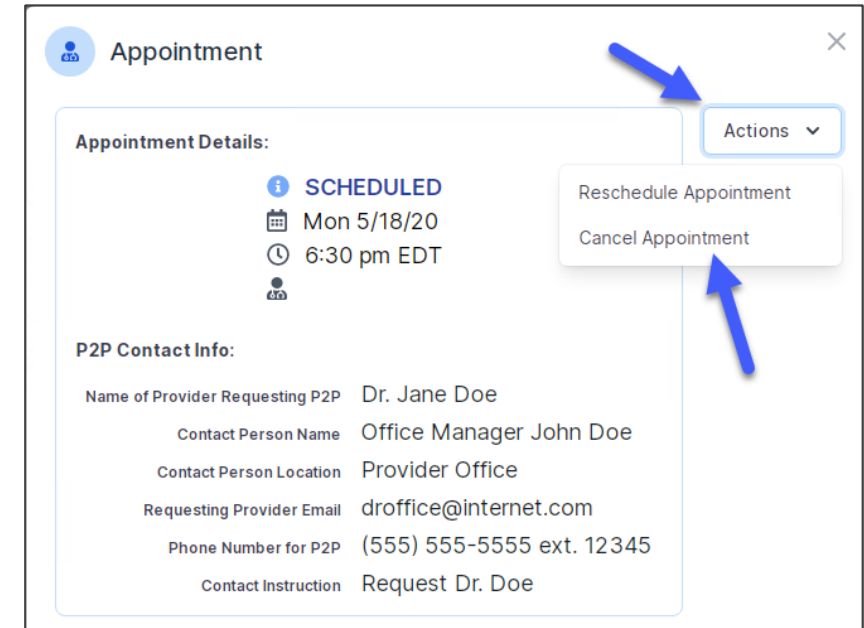 Appointment
Actions
Reschedule Appointment
Cancel Appointment
Appointment Details:
SCHEDULED
Mon 5/18/20
6:30 pm EDT
P2P Contact Info:
Name of Provider Requesting P2P Dr. Jane Doe
Contact Person Name Office Manager John Doe
Contact Person Location Provider Office
Requesting Provider Email droffice@internet.com
Phone Number for P2P (555) 555-5555 ext. 12345
Contact Instruction Request Dr. Doe